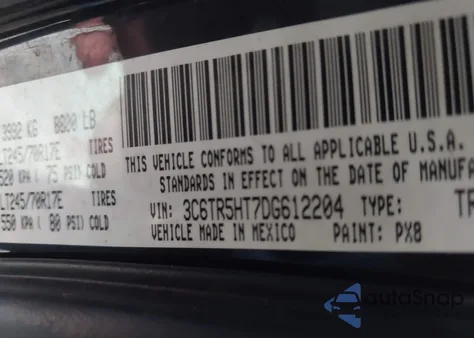 3992 KG 8800 LB
LT245/70R17E TIRES
520 KPA ( 75 PSI) COLD
LT245/70R17E TIRES
550 KPA ( 80 PSI) COLD
THIS VEHICLE CONFORMS TO ALL APPLICABLE U.S.A.
STANDARDS IN EFFECT ON THE DATE OF MANUFA
VIN: 3C6TR5HT7DG612204 TYPE: TR
VEHICLE MADE IN MEXICO PAINT: PX8
autoSnap